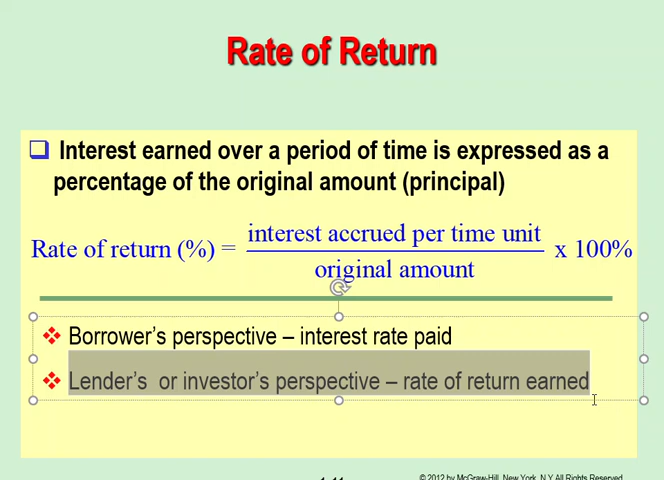 Rate of Return
Interest earned over a period of time is expressed as a
percentage of the original amount (principal)
interest accrued per time unit
Rate of return (%) = x 100%
original amount
Borrower’s perspective – interest rate paid
Lender’s or investor’s perspective – rate of return earned
© 2012 by McGraw-Hill, New York, N.Y All Rights Reserved